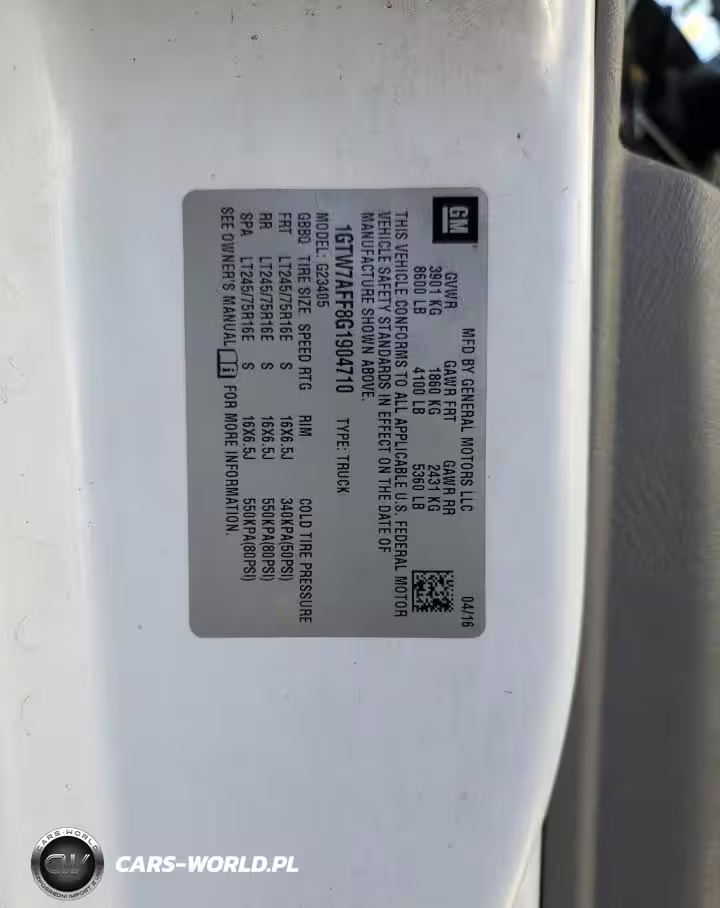 GM
MFD BY GENERAL MOTORS LLC 04/16
GVWR GAWR FRT GAWR RR
3901 KG 1860 KG 2431 KG
8600 LB 4100 LB 5360 LB
THIS VEHICLE CONFORMS TO ALL APPLICABLE U.S. FEDERAL MOTOR
VEHICLE SAFETY STANDARDS IN EFFECT ON THE DATE OF
MANUFACTURE SHOWN ABOVE.
1GTW7AFF8G1904710 TYPE: TRUCK
MODEL: G23405
GBBQ TIRE SIZE SPEED RTG RIM COLD TIRE PRESSURE
FRT LT245/75R16E S 16X6.5J 340KPA(50PSI)
RR LT245/75R16E S 16X6.5J 550KPA(80PSI)
SPA LT245/75R16E S 16X6.5J 550KPA(80PSI)
SEE OWNER'S MANUAL FOR MORE INFORMATION.
CARS-WORLD
CW
CARS-WORLD.PL